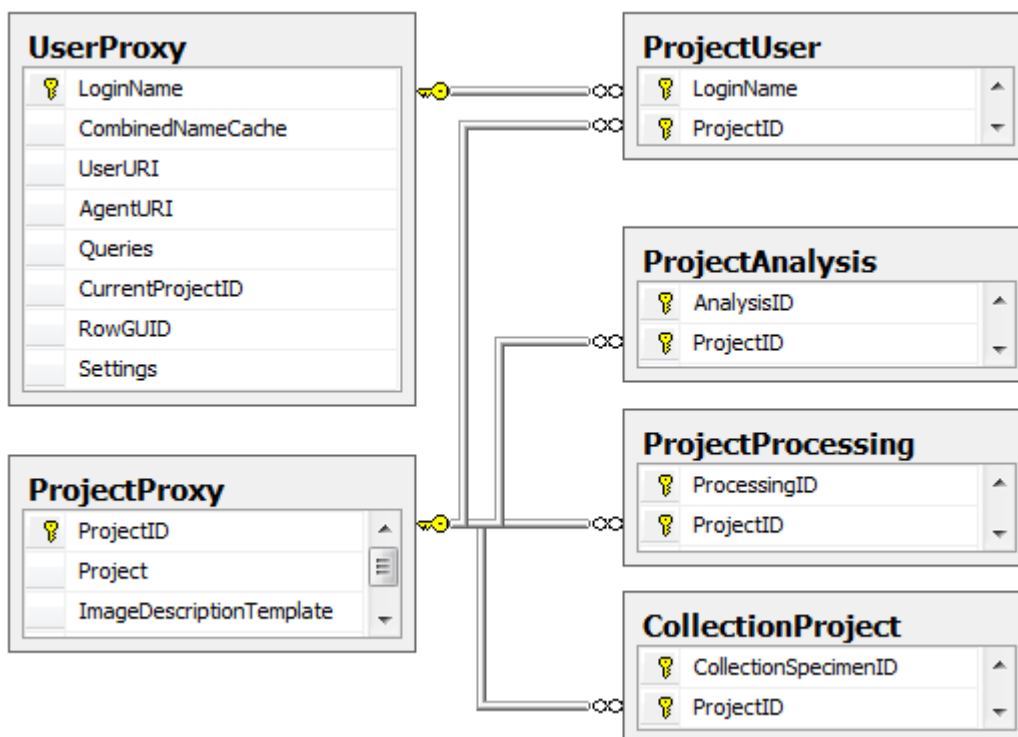 UserProxy
LoginName
CombinedNameCache
UserURI
AgentURI
Queries
CurrentProjectID
RowGUID
Settings
ProjectProxy
ProjectID
Project
ImageDescriptionTemplate
ProjectUser
LoginName
ProjectID
ProjectAnalysis
AnalysisID
ProjectID
ProjectProcessing
ProcessingID
ProjectID
CollectionProject
CollectionSpecimenID
ProjectID